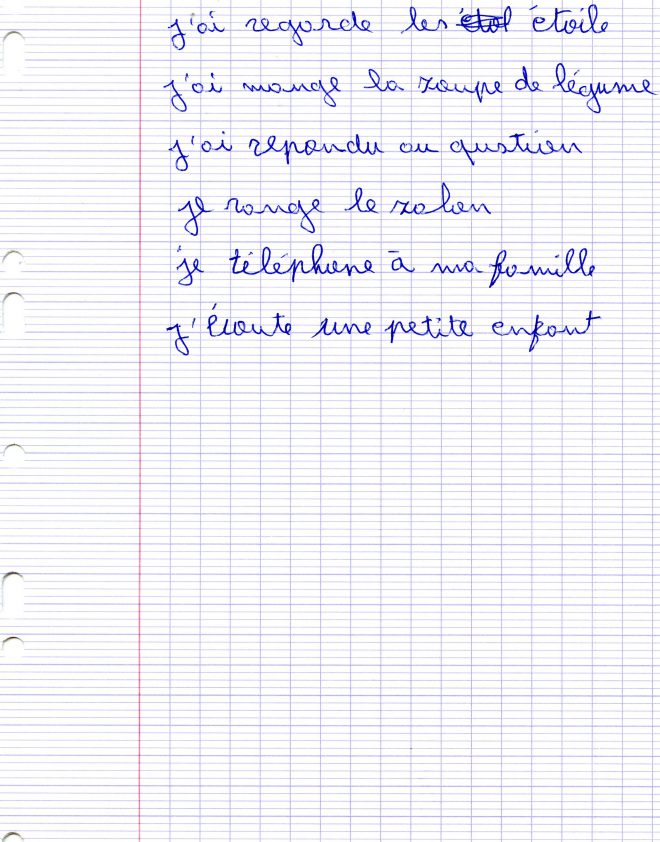 j'ai regarde les étoile
j'ai mange la soupe de légume
j'ai repondu au qustion
je range le salon
je téléphone à ma famille
j'écoute une petite enfant